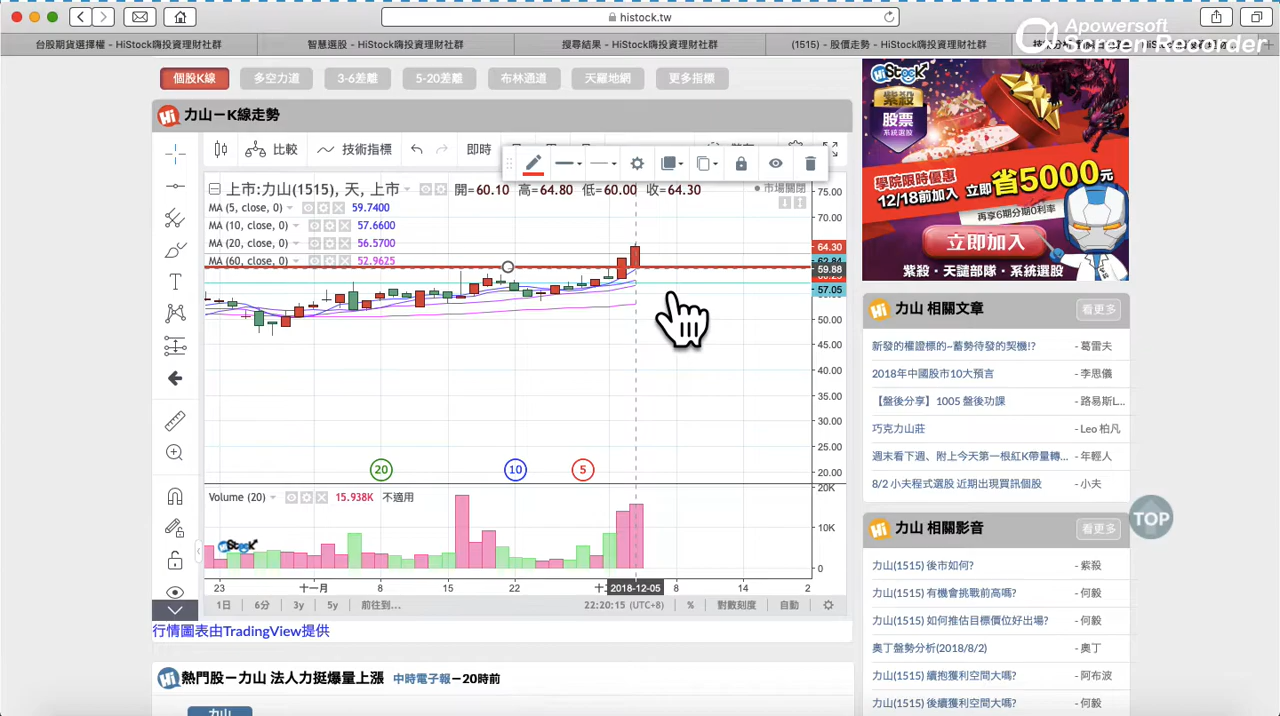 histock.tw
Apowersoft
Screen Recorder
台股期貨選擇權 - HiStock嗨投資理財社群
智慧選股 - HiStock嗨投資理財社群
搜尋結果 - HiStock嗨投資理財社群
(1515) - 股價走勢 - HiStock嗨投資理財社群
個股K線
多空力道
3-6乖離
5-20乖離
布林通道
天羅地網
更多指標
Hi 力山－K線走勢
比較
技術指標
即時
上市:力山(1515), 天, 上市
開=60.10 高=64.80 低=60.00 收=64.30
市場關閉
MA (5, close, 0) 59.7400
MA (10, close, 0) 57.6600
MA (20, close, 0) 56.5700
MA (60, close, 0) 52.9625
75.00
70.00
64.30
59.88
57.05
50.00
45.00
40.00
35.00
30.00
25.00
20.00
20
10
5
Volume (20) 15.938K 不適用
20K
10K
0
HiStock
23
十一月
8
15
22
2018-12-05
8
14
2
1日
6分
3y
5y
前往到...
22:20:15 (UTC+8)
%
對數刻度
自動
行情圖表由TradingView提供
Hi 熱門股－力山 法人力挺爆量上漲 中時電子報－20時前
力山
HiStock
紫殺
股票
系統選股
學院限時優惠
12/18前加入 立即省5000元
再享6期分期0利率
立即加入
紫殺・天譴部隊・系統選股
Hi 力山 相關文章
看更多
新發的權證標的~蓄勢待發的契機!? - 葛雷夫
2018年中國股市10大預言 - 李思儀
【盤後分享】1005 盤後功課 - 路易斯L...
巧克力山莊 - Leo 柏凡
週末看下週、附上今天第一根紅K帶量轉... - 年輕人
8/2 小夫程式選股 近期出現買訊個股 - 小夫
TOP
Hi 力山 相關影音
看更多
力山(1515) 後市如何? - 紫殺
力山(1515) 有機會挑戰前高嗎? - 何毅
力山(1515) 如何推估目標價位好出場? - 何毅
奧丁盤勢分析(2018/8/2) - 奧丁
力山(1515) 續抱獲利空間大嗎? - 阿布波
力山(1515) 後續獲利空間大嗎? - 何毅